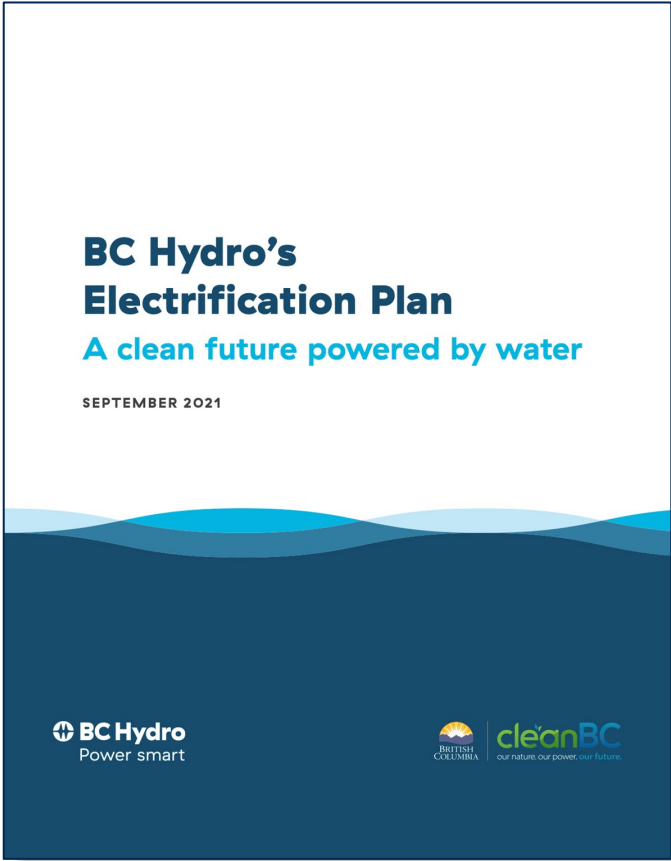 BC Hydro's
Electrification Plan
A clean future powered by water
SEPTEMBER 2021
BC Hydro
Power smart
BRITISH
COLUMBIA
cleanBC
our nature. our power. our future.